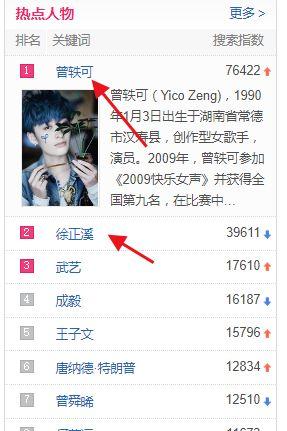 热点人物 更多 >
排名 关键词 搜索指数
1 曾轶可 76422
曾轶可 ( Yico Zeng)，1990
年1月3日出生于湖南省常德
市汉寿县，创作型女歌手，
演员。2009年，曾轶可参加
《2009快乐女声》并获得全
国第九名，在比赛中...
2 徐正溪 39611
3 武艺 17610
4 成毅 16187
5 王子文 15796
6 唐纳德·特朗普 12834
7 曾舜晞 12510